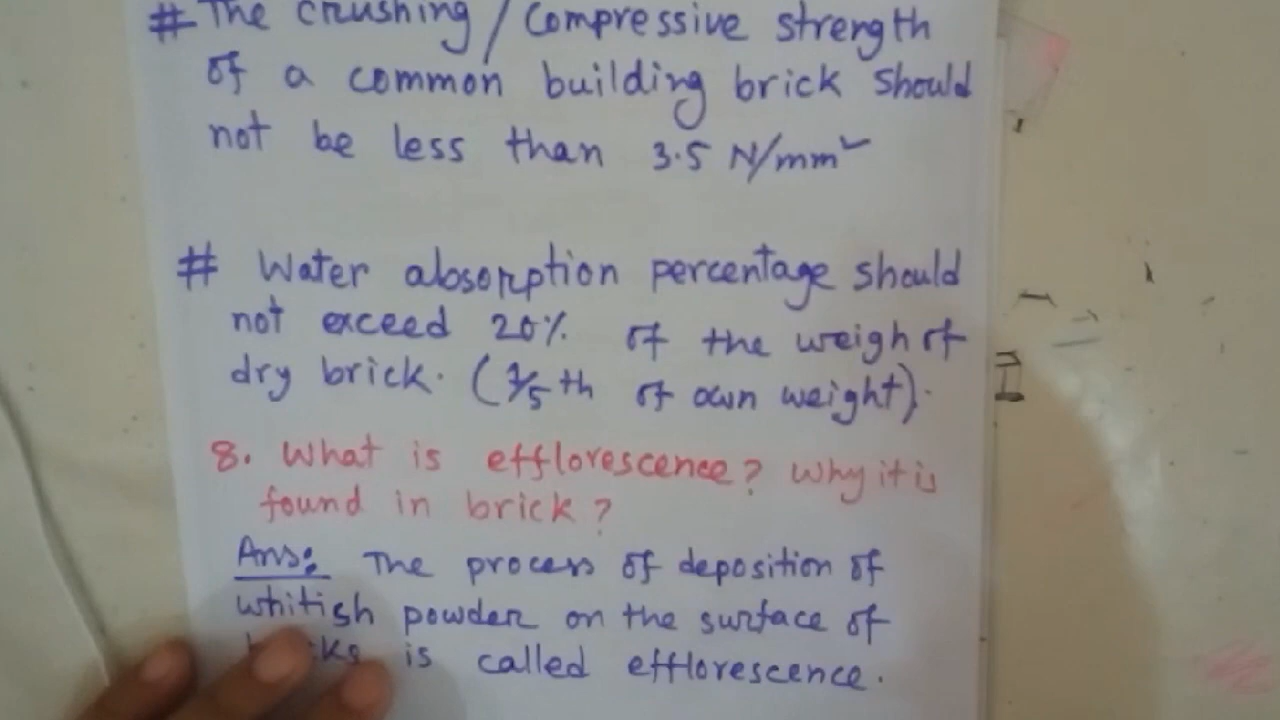 # The crushing/compressive strength
of a common building brick should
not be less than 3.5 N/mm²
# Water absorption percentage should
not exceed 20% of the weigh of
dry brick. (1/5th of own weight).
8. What is efflorescence? Why it is
found in brick?
Ans: The process of deposition of
whitish powder on the surface of
bricks is called efflorescence.